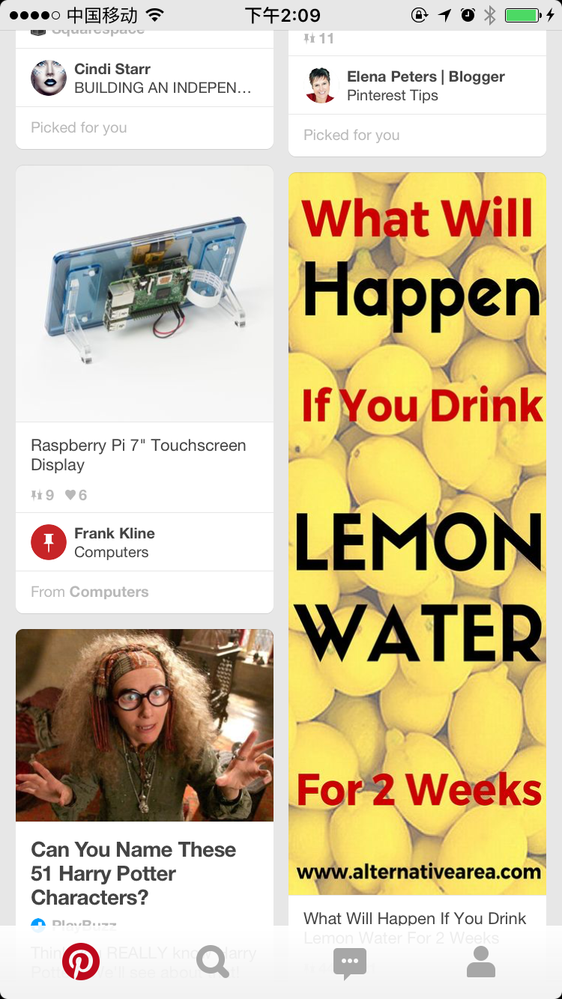 中国移动
下午2:09
Squarespace
Cindi Starr
BUILDING AN INDEPEN...
Picked for you
11
Elena Peters | Blogger
Pinterest Tips
Picked for you
Raspberry Pi 7" Touchscreen
Display
9 6
Frank Kline
Computers
From Computers
What Will
Happen
If You Drink
LEMON
WATER
For 2 Weeks
www.alternativearea.com
What Will Happen If You Drink
Lemon Water For 2 Weeks
Can You Name These
51 Harry Potter
Characters?
PlayBuzz
REALLY know Harry
we'll see about that!